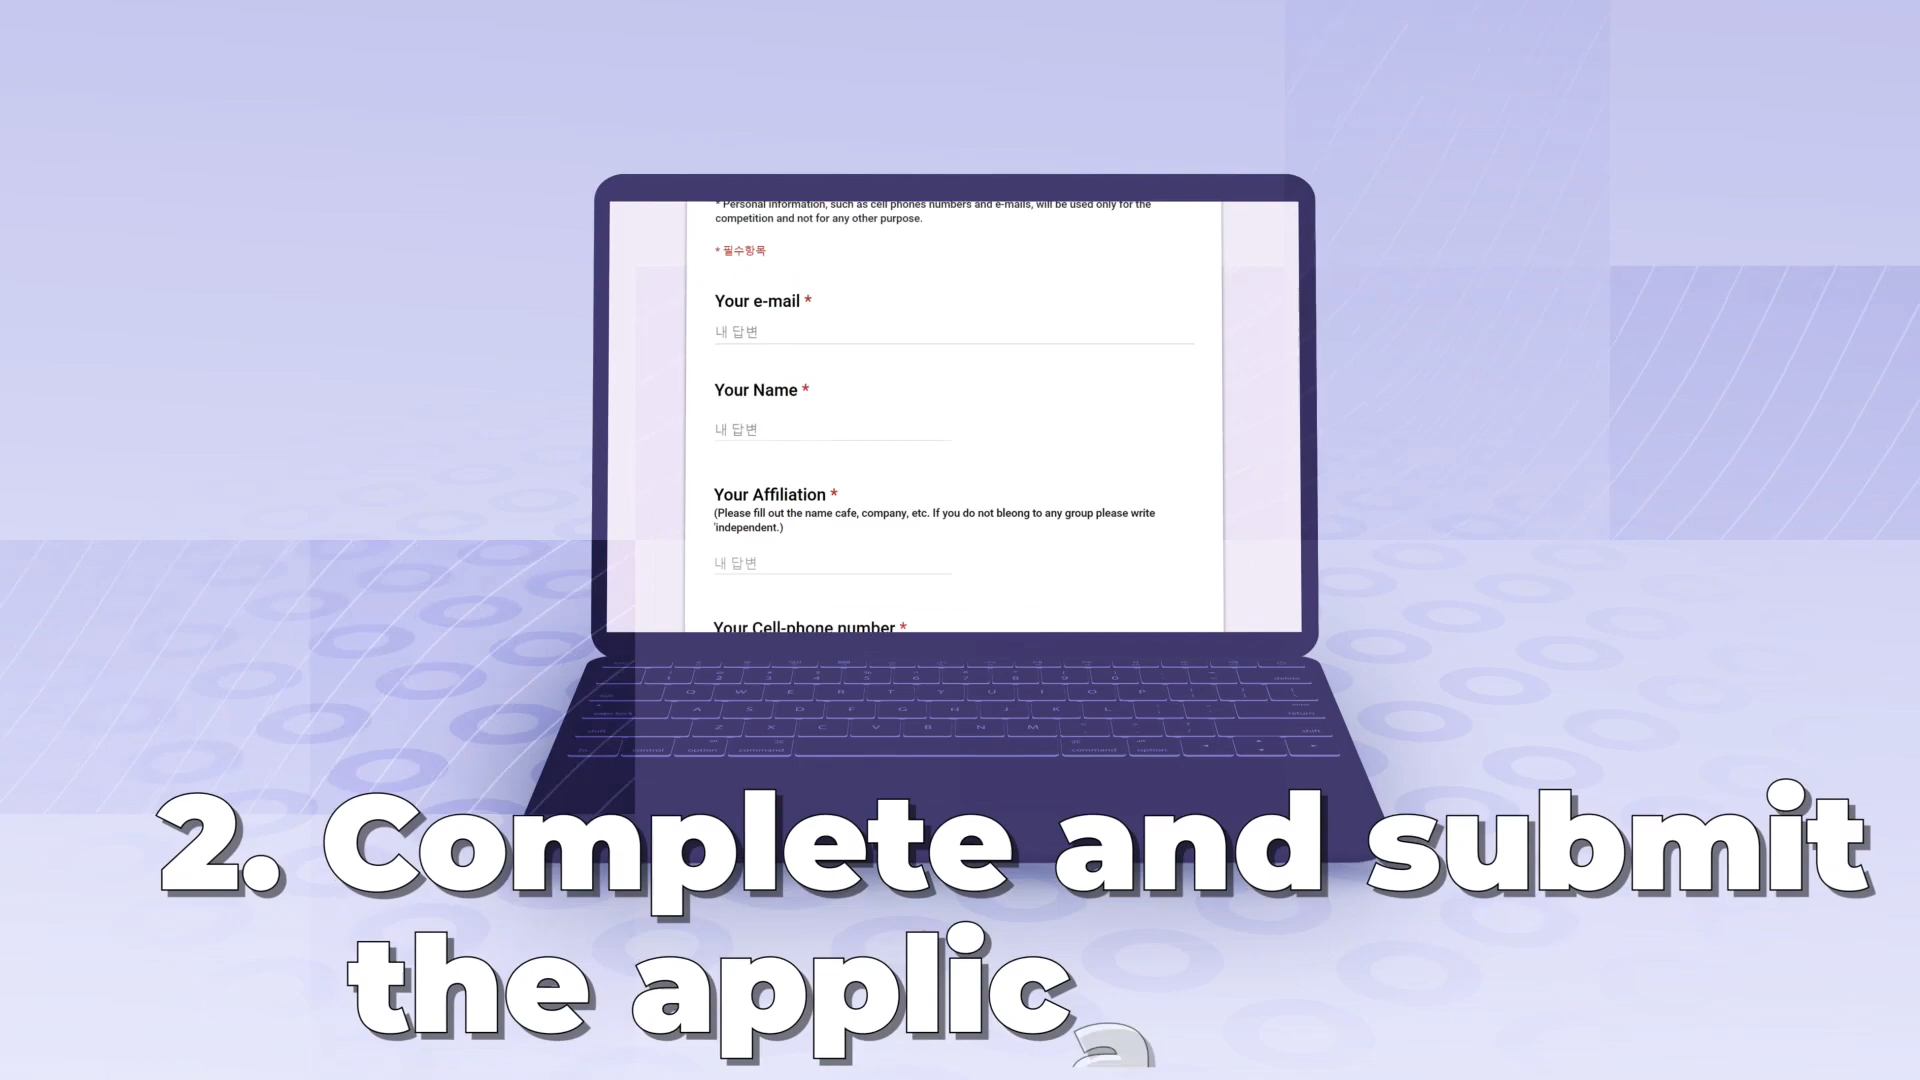 * Personal information, such as cell phones numbers and e-mails, will be used only for the
competition and not for any other purpose.
* 필수항목
Your e-mail *
내 답변
Your Name *
내 답변
Your Affiliation *
(Please fill out the name cafe, company, etc. If you do not bleong to any group please write
'independent.)
내 답변
Your Cell-phone number *
2. Complete and submit
the applica